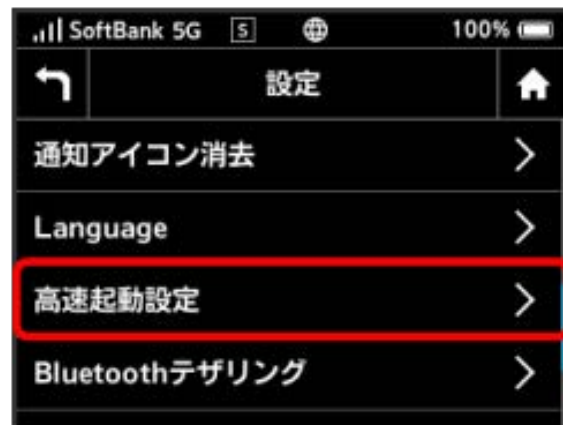 SoftBank 5G S 100%
設定
通知アイコン消去
Language
高速起動設定
Bluetoothテザリング